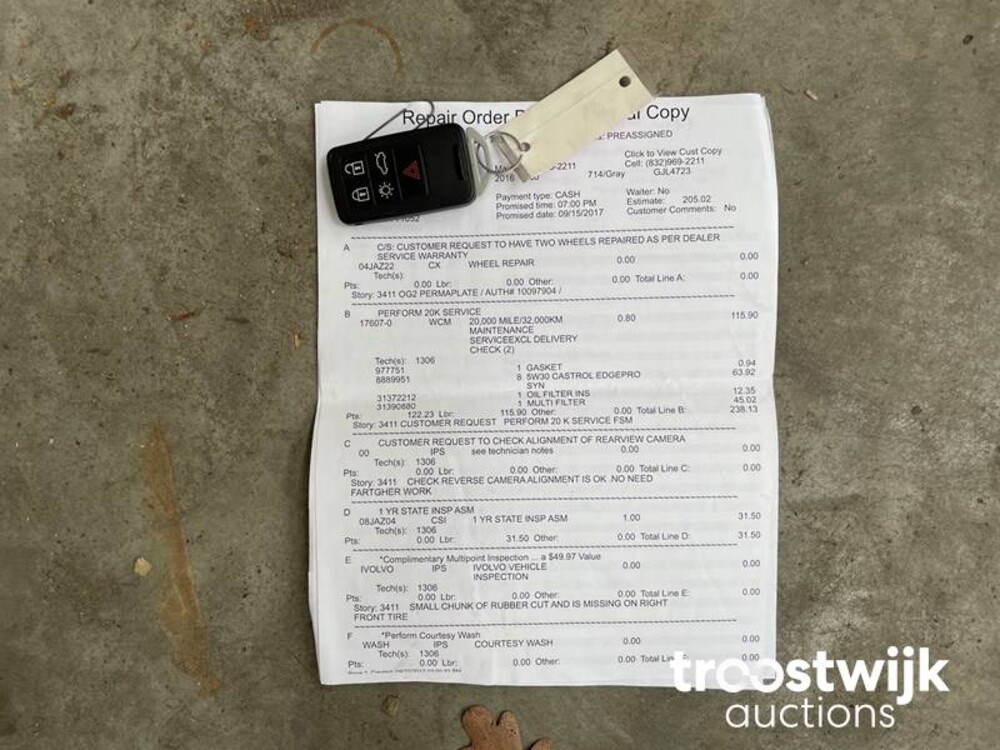 Repair Order Copy
PREASSIGNED
Click to View Cust Copy
-2211 Cell: (832)969-2211
2016 714/Gray GJL4723
Payment type: CASH Waiter: No
Promised time: 07:00 PM Estimate: 205.02
Promised date: 09/15/2017 Customer Comments: No
A C/S: CUSTOMER REQUEST TO HAVE TWO WHEELS REPAIRED AS PER DEALER
SERVICE WARRANTY
04JAZ22 CX WHEEL REPAIR 0.00 0.00
Tech(s):
Pts: 0.00 Lbr: 0.00 Other: 0.00 Total Line A: 0.00
Story: 3411 OG2 PERMAPLATE / AUTH# 10097904 /
B PERFORM 20K SERVICE
17607-0 WCM 20,000 MILE/32,000KM 0.80 115.90
MAINTENANCE
SERVICEEXCL DELIVERY
CHECK (2)
Tech(s): 1306
977751 1 GASKET 0.94
8889951 8 5W30 CASTROL EDGEPRO 63.92
SYN
31372212 1 OIL FILTER INS 12.35
31390880 1 MULTI FILTER 45.02
Pts: 122.23 Lbr: 115.90 Other: 0.00 Total Line B: 238.13
Story: 3411 CUSTOMER REQUEST PERFORM 20 K SERVICE FSM
C CUSTOMER REQUEST TO CHECK ALIGNMENT OF REARVIEW CAMERA
00 IPS see technician notes 0.00 0.00
Tech(s): 1306
Pts: 0.00 Lbr: 0.00 Other: 0.00 Total Line C: 0.00
Story: 3411 CHECK REVERSE CAMERA ALIGNMENT IS OK .NO NEED
FARTGHER WORK
D 1 YR STATE INSP ASM
08JAZ04 CSI 1 YR STATE INSP ASM 1.00 31.50
Tech(s): 1306
Pts: 0.00 Lbr: 31.50 Other: 0.00 Total Line D: 31.50
E *Complimentary Multipoint Inspection ... a $49.97 Value
IVOLVO IPS IVOLVO VEHICLE 0.00 0.00
INSPECTION
Tech(s): 1306
Pts: 0.00 Lbr: 0.00 Other: 0.00 Total Line E: 0.00
Story: 3411 SMALL CHUNK OF RUBBER CUT AND IS MISSING ON RIGHT
FRONT TIRE
F *Perform Courtesy Wash
WASH IPS COURTESY WASH 0.00 0.00
Tech(s): 1306
Pts: 0.00 Lbr: 0.00 Other: 0.00 Total Line F: 0.00
troostwijk
auctions